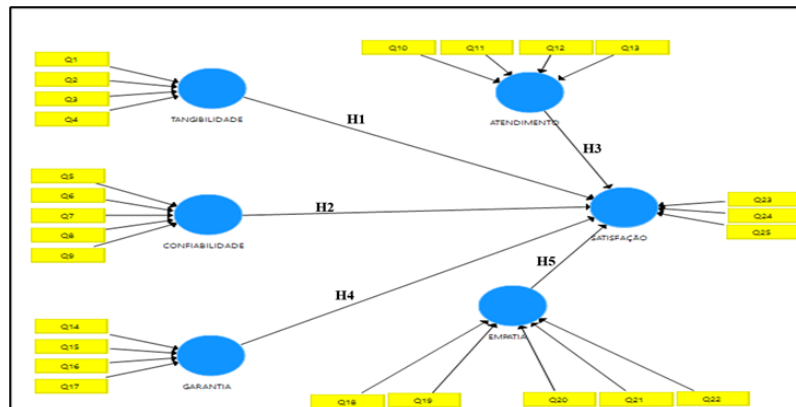 Q1
Q2
Q3
Q4
TANGIBILIDADE
H1
Q10
Q11
Q12
Q13
ATENDIMENTO
H3
Q5
Q6
Q7
Q8
Q9
CONFIABILIDADE
H2
Q23
Q24
Q25
SATISFAÇÃO
Q14
Q15
Q16
Q17
GARANTIA
H4
H5
EMPATIA
Q18
Q19
Q20
Q21
Q22